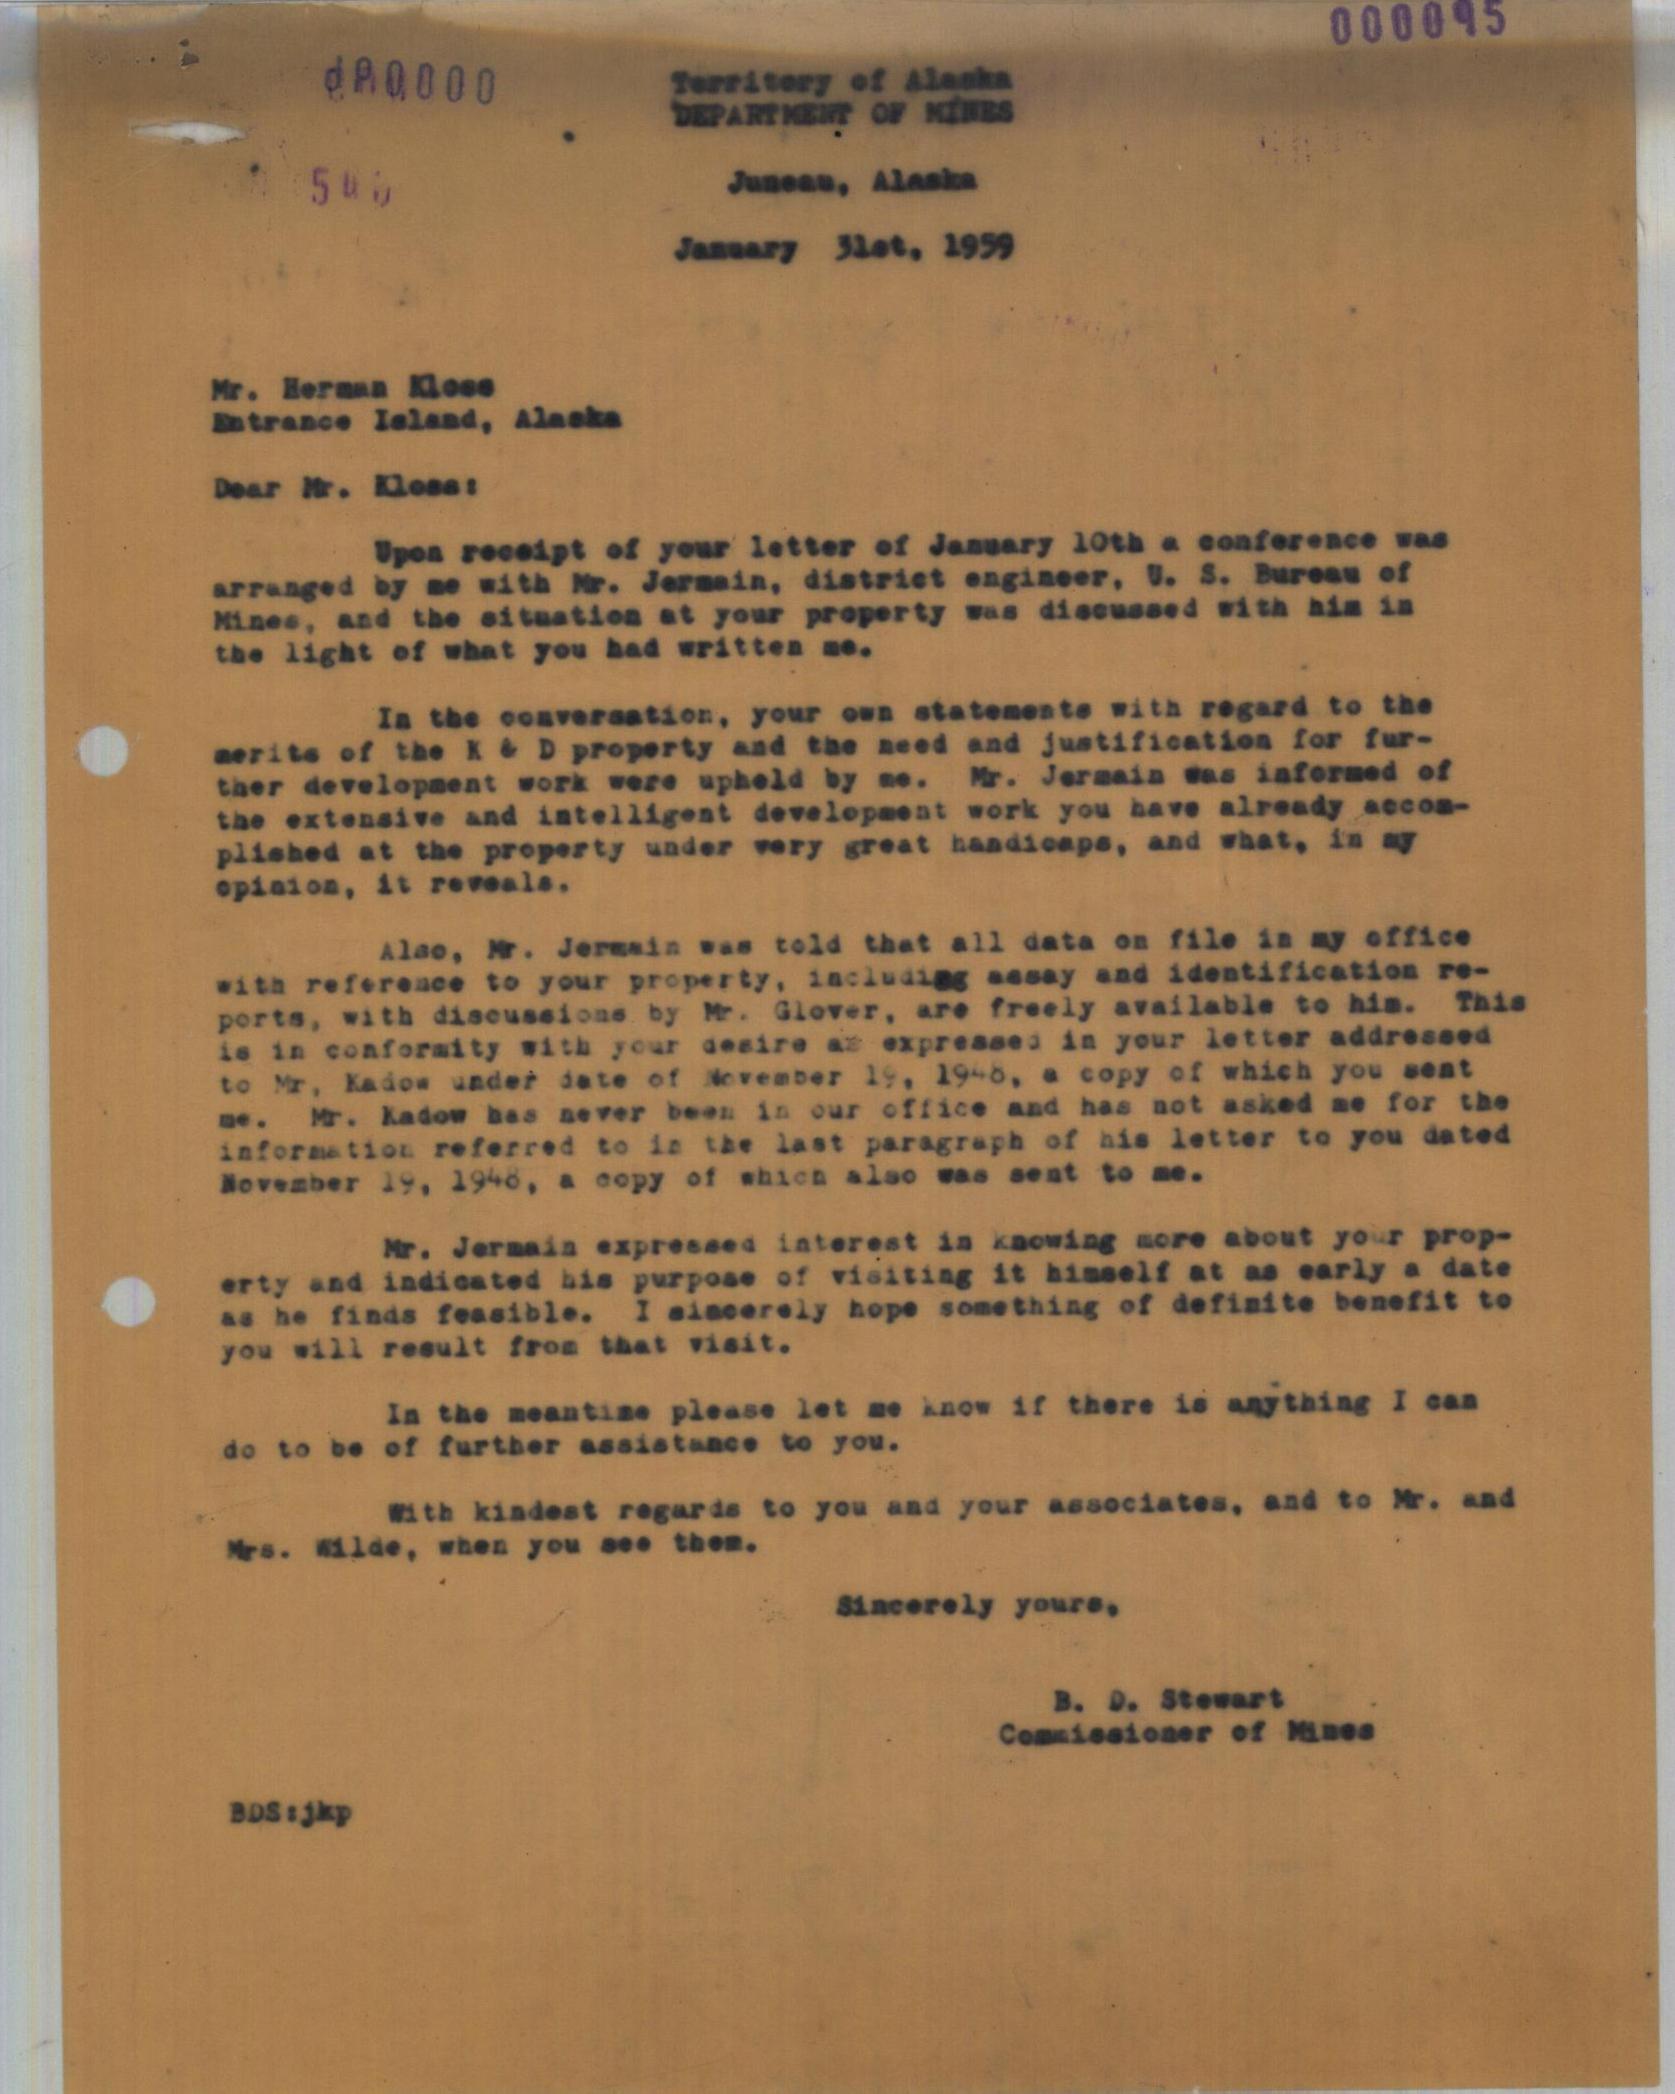 000095
Territory of Alaska
DEPARTMENT OF MINES
Juneau, Alaska
January 31st, 1959
Mr. Herman Kloss
Entrance Island, Alaska
Dear Mr. Kloss:
Upon receipt of your letter of January 10th a conference was
arranged by me with Mr. Jermain, district engineer, U. S. Bureau of
Mines, and the situation at your property was discussed with him in
the light of what you had written me.
In the conversation, your own statements with regard to the
merits of the K & D property and the need and justification for fur-
ther development work were upheld by me. Mr. Jermain was informed of
the extensive and intelligent development work you have already accom-
plished at the property under very great handicaps, and what, in my
opinion, it reveals.
Also, Mr. Jermain was told that all data on file in my office
with reference to your property, including assay and identification re-
ports, with discussions by Mr. Glover, are freely available to him. This
is in conformity with your desire as expressed in your letter addressed
to Mr. Kadow under date of November 19, 1948, a copy of which you sent
me. Mr. Kadow has never been in our office and has not asked me for the
information referred to in the last paragraph of his letter to you dated
November 19, 1948, a copy of which also was sent to me.
Mr. Jermain expressed interest in knowing more about your prop-
erty and indicated his purpose of visiting it himself at as early a date
as he finds feasible. I sincerely hope something of definite benefit to
you will result from that visit.
In the meantime please let me know if there is anything I can
do to be of further assistance to you.
With kindest regards to you and your associates, and to Mr. and
Mrs. Wilde, when you see them.
Sincerely yours,
B. D. Stewart
Commissioner of Mines
BDS:jkp